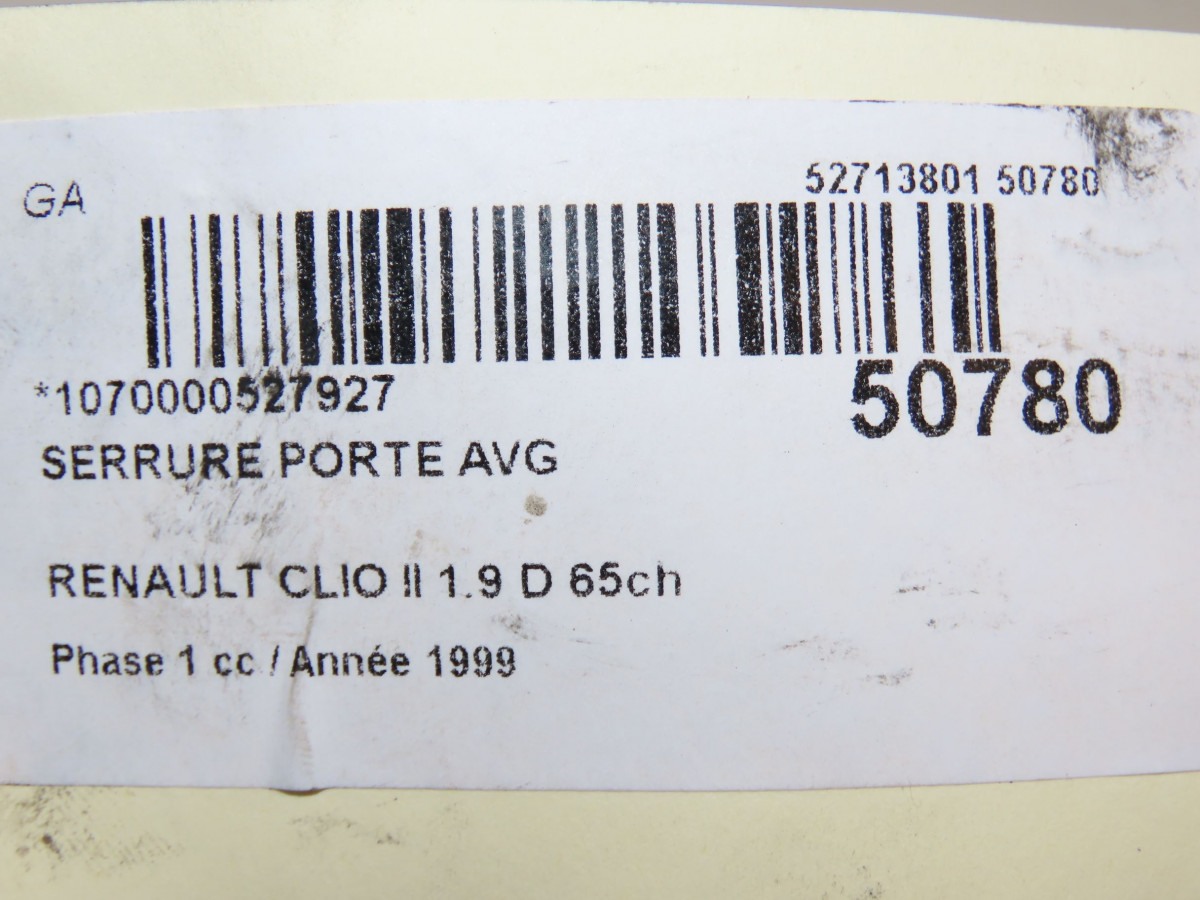 GA
52713801 50780
*1070000527927
50780
SERRURE PORTE AVG
RENAULT CLIO II 1.9 D 65ch
Phase 1 cc / Année 1999